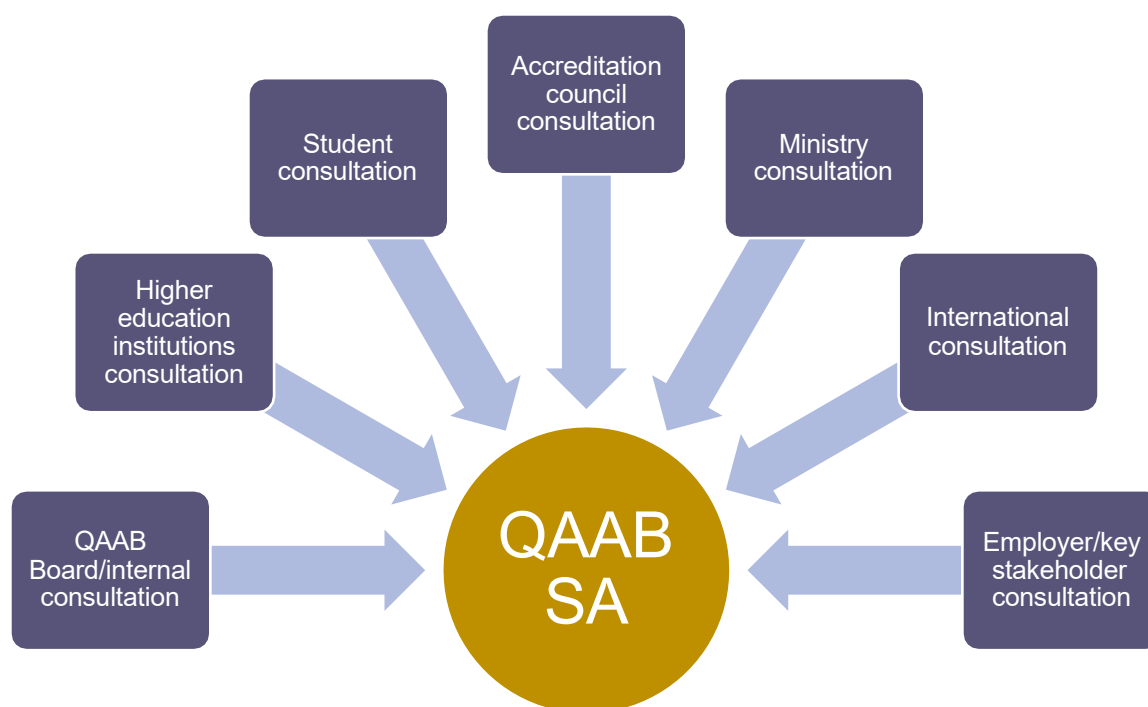 Accreditation
council
consultation
Student
consultation
Ministry
consultation
Higher
education
institutions
consultation
International
consultation
QAAB
Board/internal
consultation
QAAB
SA
Employer/key
stakeholder
consultation